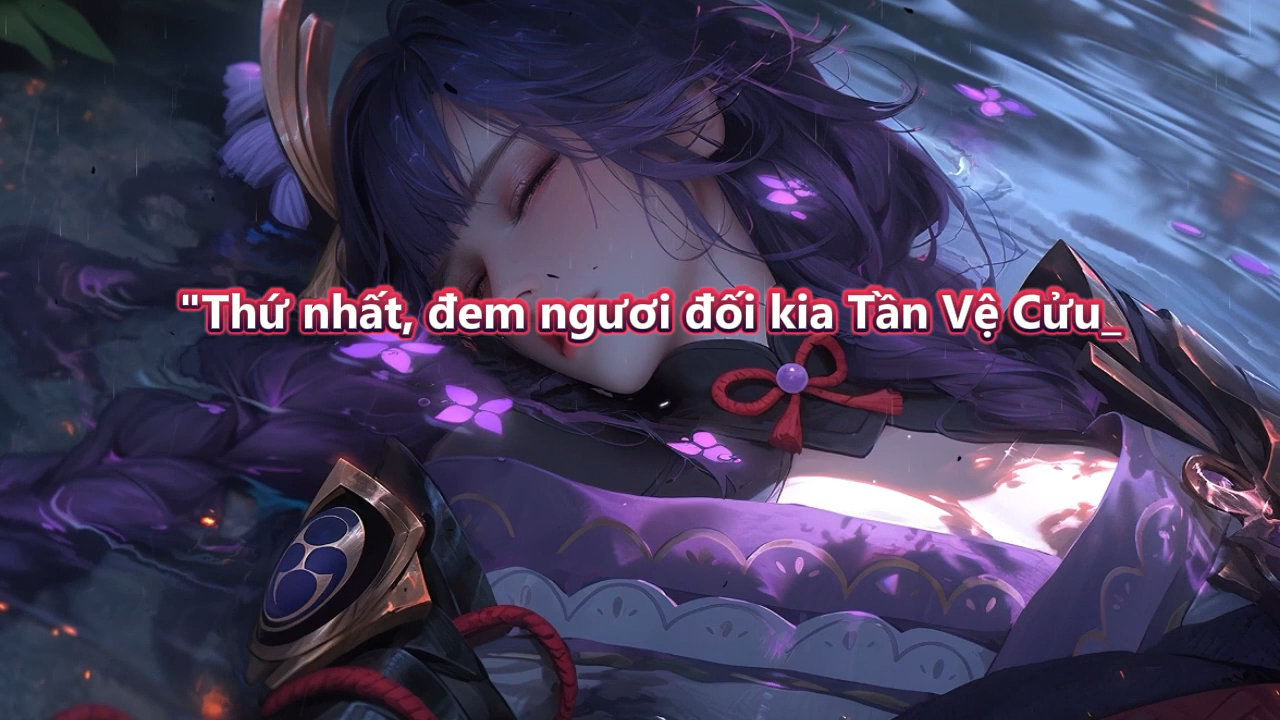 "Thứ nhất, đem ngươi đối kia Tần Vệ Cửu_